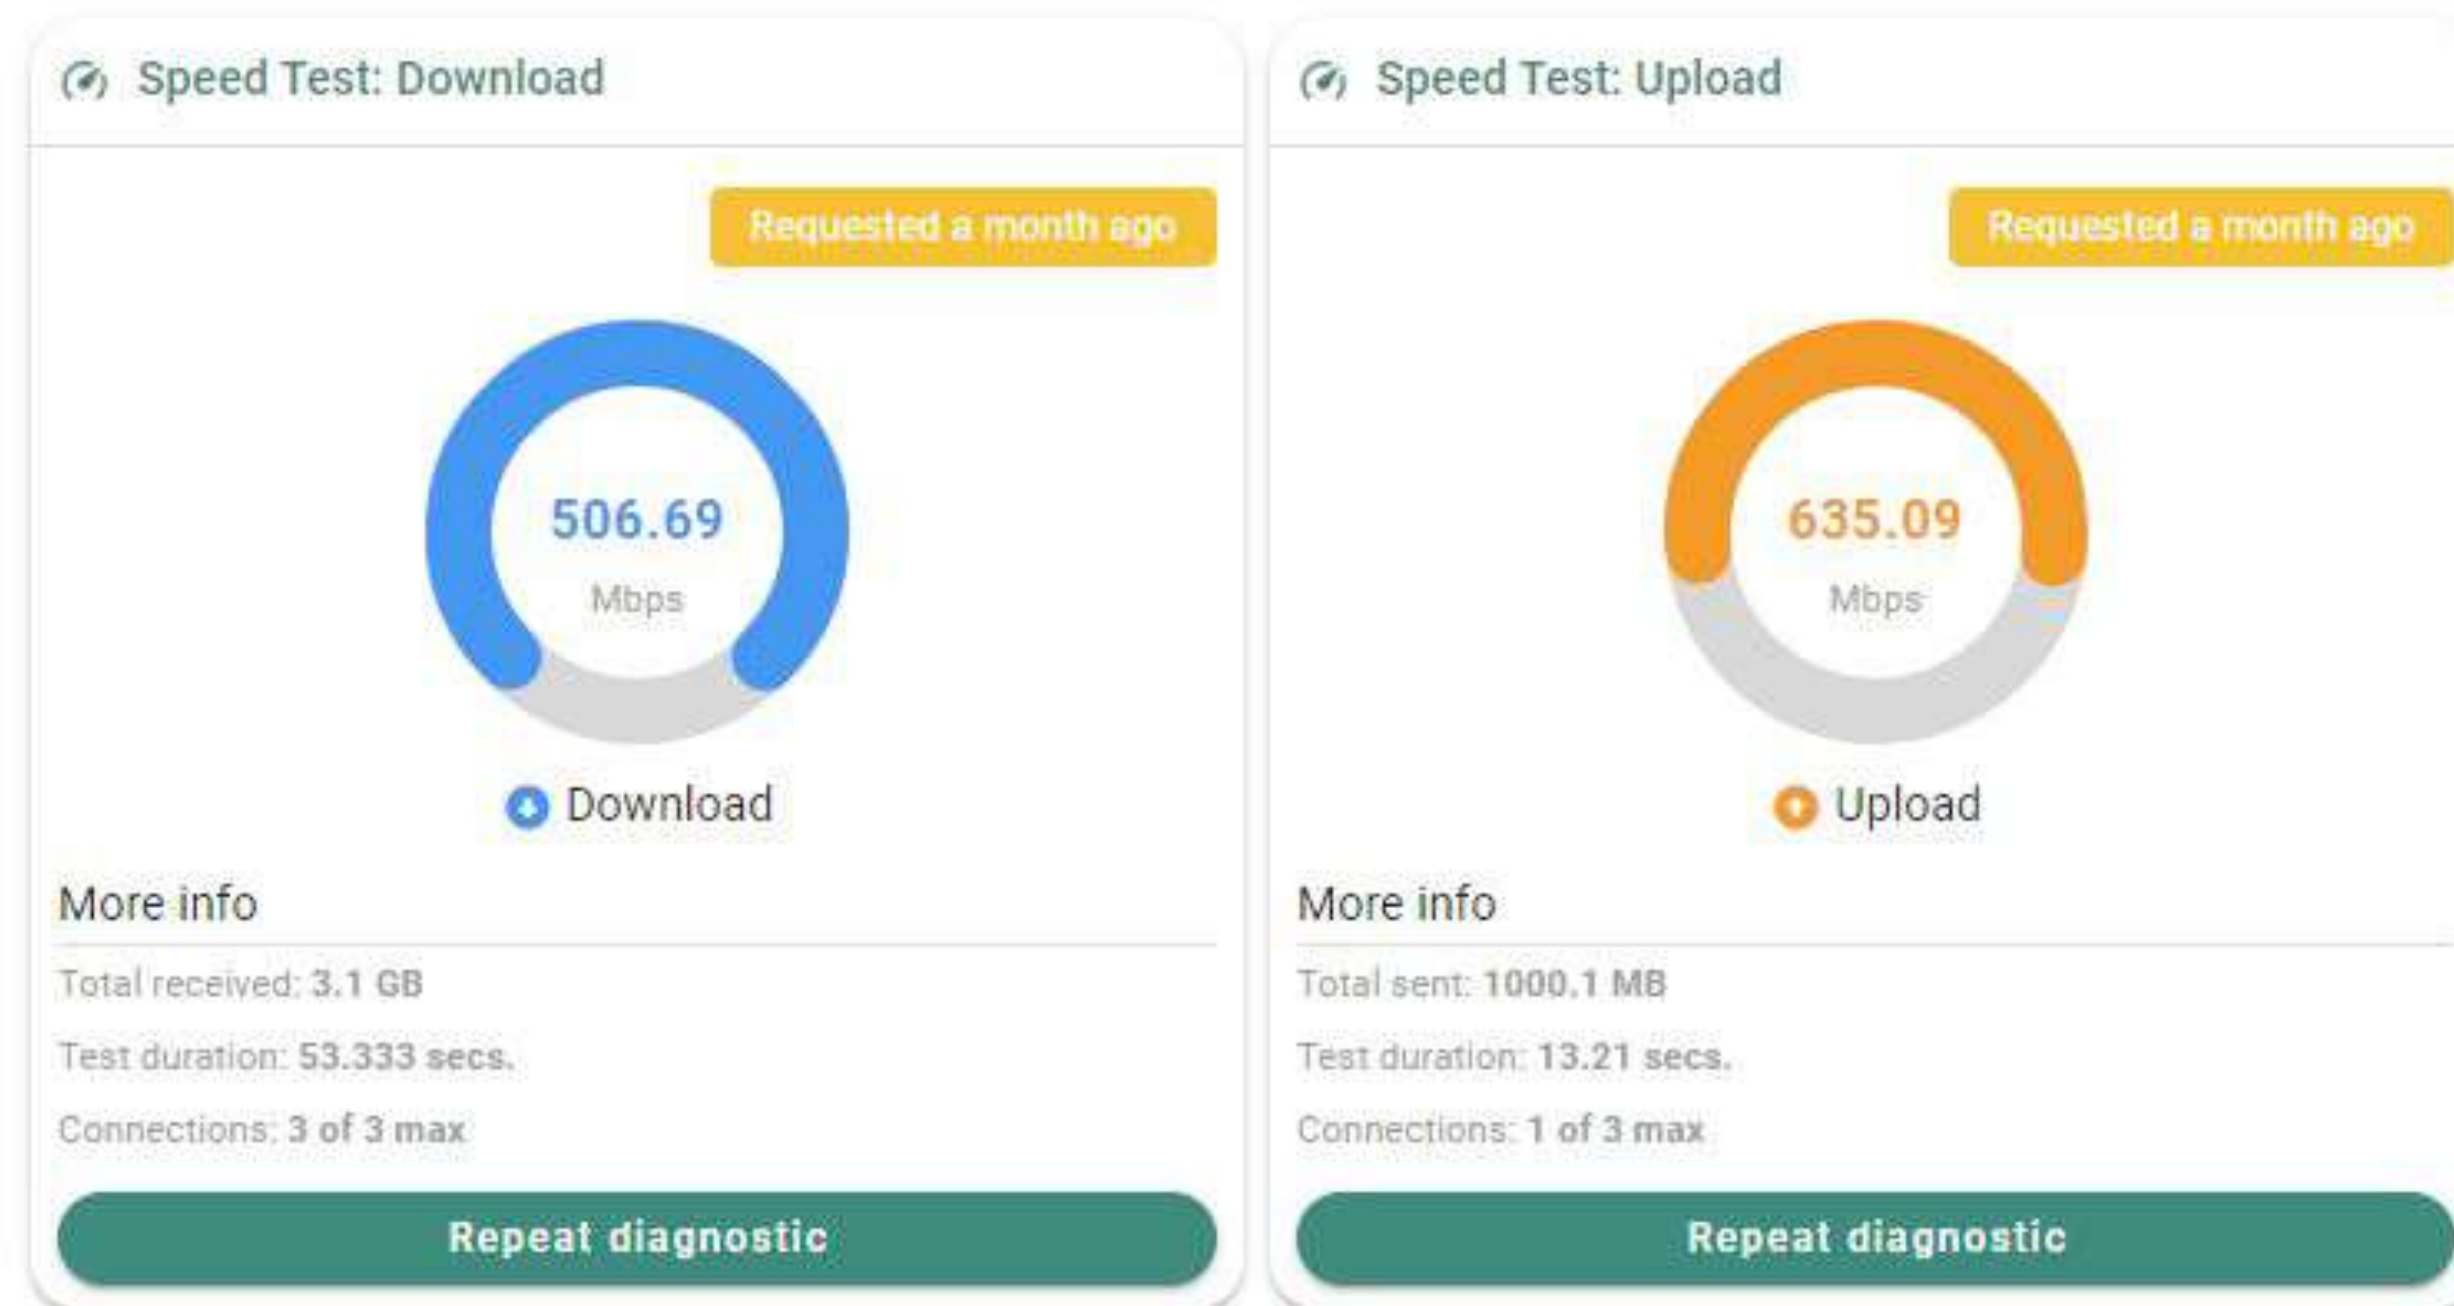 Speed Test: Download
Requested a month ago
506.69
Mbps
Download
More info
Total received: 3.1 GB
Test duration: 53.333 secs.
Connections: 3 of 3 max
Repeat diagnostic
Speed Test: Upload
Requested a month ago
635.09
Mbps
Upload
More info
Total sent: 1000.1 MB
Test duration: 13.21 secs.
Connections: 1 of 3 max
Repeat diagnostic